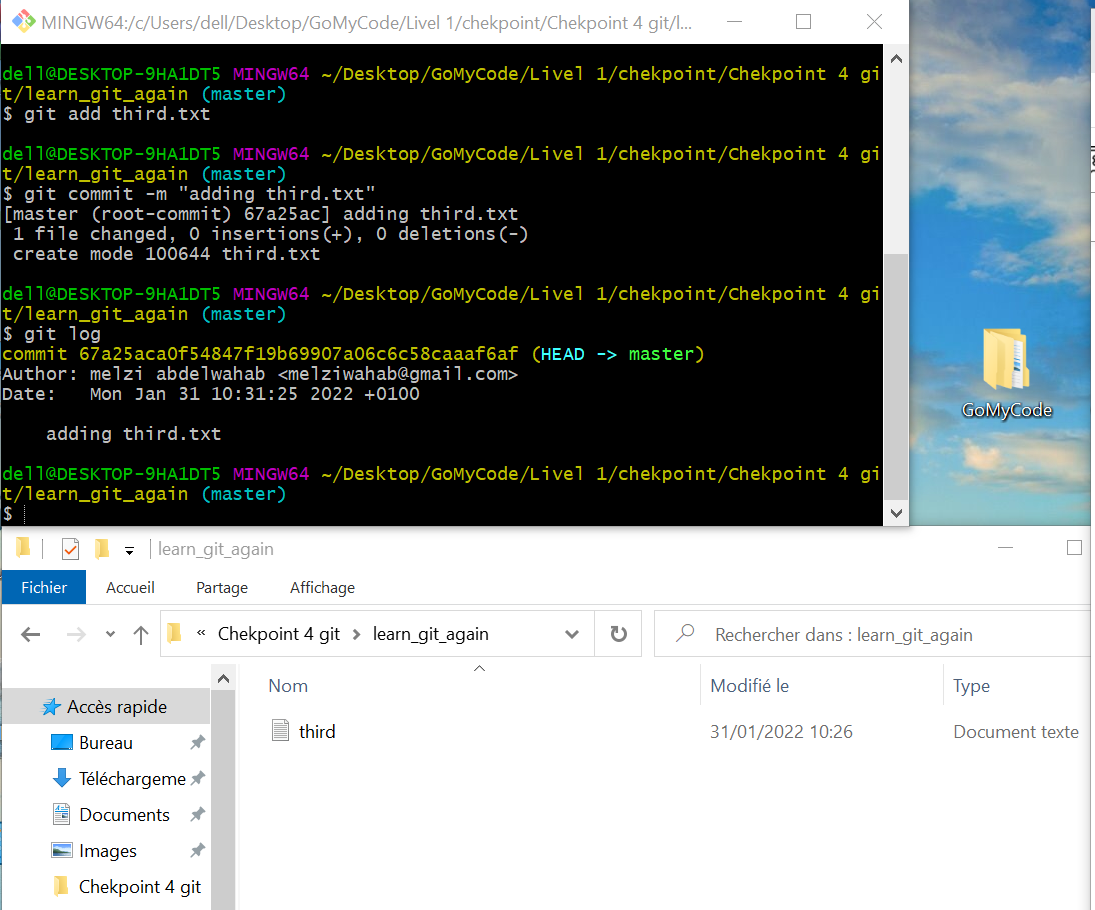 MINGW64:/c/Users/dell/Desktop/GoMyCode/Livel 1/chekpoint/Chekpoint 4 git/l...
dell@DESKTOP-9HA1DT5 MINGW64 ~/Desktop/GoMyCode/Livel 1/chekpoint/Chekpoint 4 gi
t/learn_git_again (master)
$ git add third.txt
dell@DESKTOP-9HA1DT5 MINGW64 ~/Desktop/GoMyCode/Livel 1/chekpoint/Chekpoint 4 gi
t/learn_git_again (master)
$ git commit -m "adding third.txt"
[master (root-commit) 67a25ac] adding third.txt
1 file changed, 0 insertions(+), 0 deletions(-)
create mode 100644 third.txt
dell@DESKTOP-9HA1DT5 MINGW64 ~/Desktop/GoMyCode/Livel 1/chekpoint/Chekpoint 4 gi
t/learn_git_again (master)
$ git log
commit 67a25aca0f54847f19b69907a06c6c58caaaf6af (HEAD -> master)
Author: melzi abdelwahab <melziwahab@gmail.com>
Date:   Mon Jan 31 10:31:25 2022 +0100
adding third.txt
dell@DESKTOP-9HA1DT5 MINGW64 ~/Desktop/GoMyCode/Livel 1/chekpoint/Chekpoint 4 gi
t/learn_git_again (master)
$
GoMyCode
learn_git_again
Fichier Accueil Partage Affichage
« Chekpoint 4 git > learn_git_again Rechercher dans : learn_git_again
Nom Modifié le Type
third 31/01/2022 10:26 Document texte
Accès rapide
Bureau
Téléchargeme
Documents
Images
Chekpoint 4 git